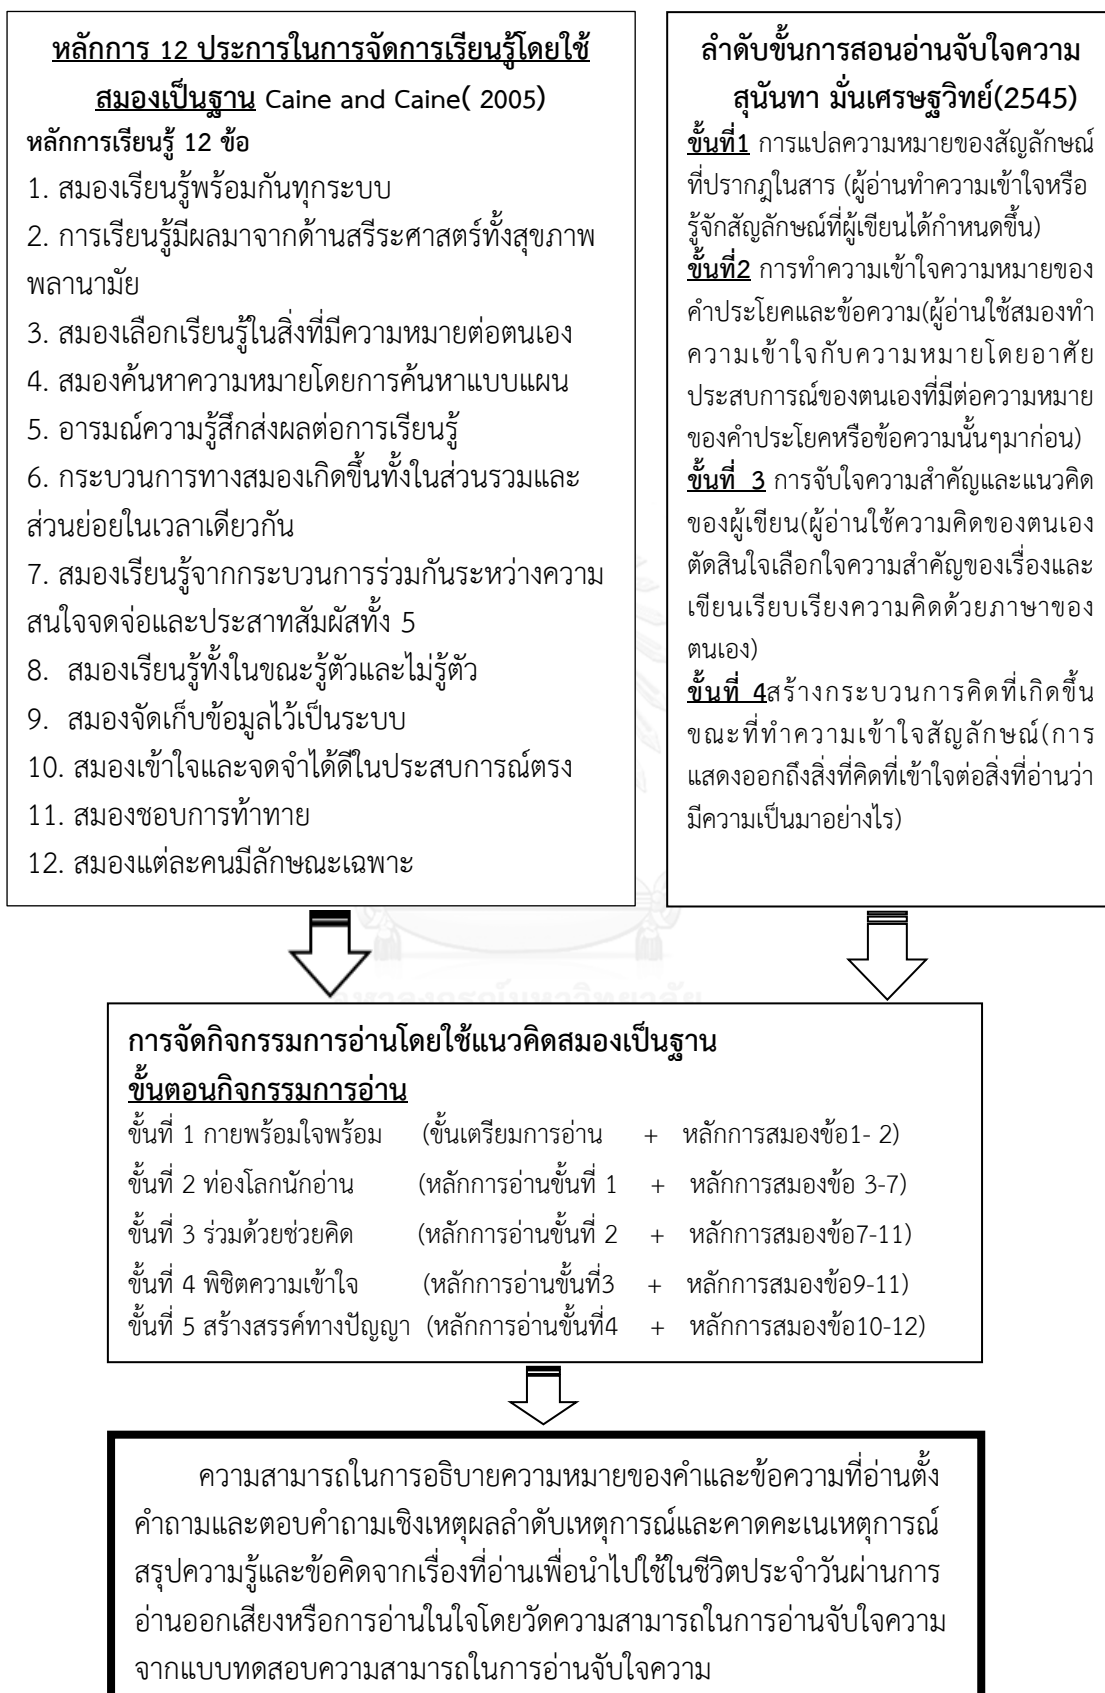 หลักการ 12 ประการในการจัดการเรียนรู้โดยใช้
สมองเป็นฐาน Caine and Caine( 2005)
หลักการเรียนรู้ 12 ข้อ
1. สมองเรียนรู้พร้อมกันทุกระบบ
2. การเรียนรู้มีผลมาจากด้านสรีระศาสตร์ทั้งสุขภาพ
พลานามัย
3. สมองเลือกเรียนรู้ในสิ่งที่มีความหมายต่อตนเอง
4. สมองค้นหาความหมายโดยการค้นหาแบบแผน
5. อารมณ์ความรู้สึกส่งผลต่อการเรียนรู้
6. กระบวนการทางสมองเกิดขึ้นทั้งในส่วนรวมและ
ส่วนย่อยในเวลาเดียวกัน
7. สมองเรียนรู้จากกระบวนการร่วมกันระหว่างความ
สนใจจดจ่อและประสาทสัมผัสทั้ง 5
8. สมองเรียนรู้ทั้งในขณะรู้ตัวและไม่รู้ตัว
9. สมองจัดเก็บข้อมูลไว้เป็นระบบ
10. สมองเข้าใจและจดจำได้ดีในประสบการณ์ตรง
11. สมองชอบการท้าทาย
12. สมองแต่ละคนมีลักษณะเฉพาะ
ลำดับขั้นการสอนอ่านจับใจความ
สุนันทา มั่นเศรษฐวิทย์(2545)
ขั้นที่1 การแปลความหมายของสัญลักษณ์
ที่ปรากฎในสาร (ผู้อ่านทำความเข้าใจหรือ
รู้จักสัญลักษณ์ที่ผู้เขียนได้กำหนดขึ้น)
ขั้นที่2 การทำความเข้าใจความหมายของ
คำประโยคและข้อความ(ผู้อ่านใช้สมองทำ
ความเข้าใจกับความหมายโดยอาศัย
ประสบการณ์ของตนเองที่มีต่อความหมาย
ของคำประโยคหรือข้อความนั้นๆมาก่อน)
ขั้นที่ 3 การจับใจความสำคัญและแนวคิด
ของผู้เขียน(ผู้อ่านใช้ความคิดของตนเอง
ตัดสินใจเลือกใจความสำคัญของเรื่องและ
เขียนเรียบเรียงความคิดด้วยภาษาของ
ตนเอง)
ขั้นที่ 4สร้างกระบวนการคิดที่เกิดขึ้น
ขณะที่ทำความเข้าใจสัญลักษณ์(การ
แสดงออกถึงสิ่งที่คิดที่เข้าใจต่อสิ่งที่อ่านว่า
มีความเป็นมาอย่างไร)
จุฬาลงกรณ์มหาวิทยาลัย
การจัดกิจกรรมการอ่านโดยใช้แนวคิดสมองเป็นฐาน
ขั้นตอนกิจกรรมการอ่าน
ขั้นที่ 1 กายพร้อมใจพร้อม (ขั้นเตรียมการอ่าน + หลักการสมองข้อ1- 2)
ขั้นที่ 2 ท่องโลกนักอ่าน (หลักการอ่านขั้นที่ 1 + หลักการสมองข้อ 3-7)
ขั้นที่ 3 ร่วมด้วยช่วยคิด (หลักการอ่านขั้นที่ 2 + หลักการสมองข้อ7-11)
ขั้นที่ 4 พิชิตความเข้าใจ (หลักการอ่านขั้นที่3 + หลักการสมองข้อ9-11)
ขั้นที่ 5 สร้างสรรค์ทางปัญญา (หลักการอ่านขั้นที่4 + หลักการสมองข้อ10-12)
ความสามารถในการอธิบายความหมายของคำและข้อความที่อ่านตั้ง
คำถามและตอบคำถามเชิงเหตุผลลำดับเหตุการณ์และคาดคะเนเหตุการณ์
สรุปความรู้และข้อคิดจากเรื่องที่อ่านเพื่อนำไปใช้ในชีวิตประจำวันผ่านการ
อ่านออกเสียงหรือการอ่านในใจโดยวัดความสามารถในการอ่านจับใจความ
จากแบบทดสอบความสามารถในการอ่านจับใจความ